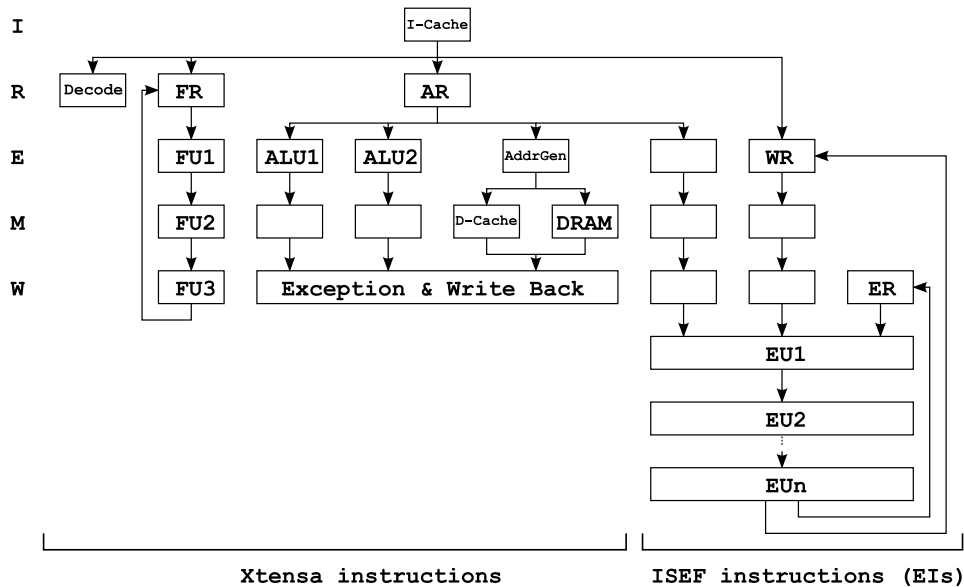 I
I-Cache
R
Decode
FR
AR
E
FU1
ALU1
ALU2
AddrGen
WR
M
FU2
D-Cache
DRAM
W
FU3
Exception & Write Back
ER
EU1
EU2
EUn
Xtensa instructions
ISEF instructions (EIs)